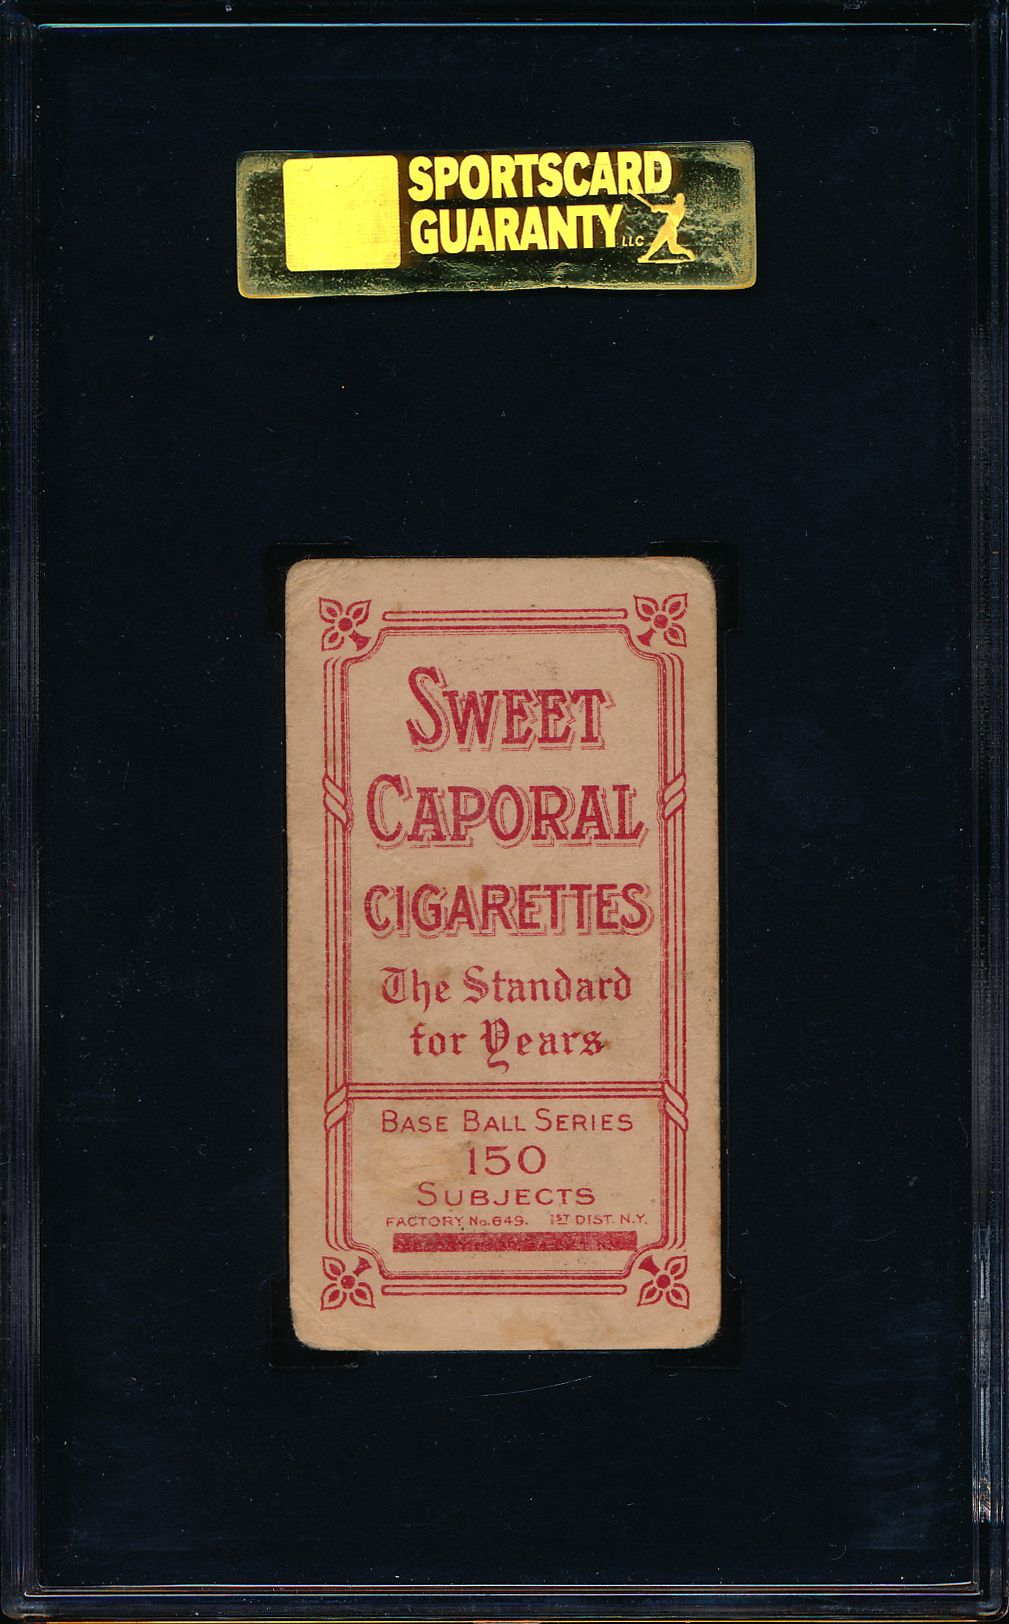 SPORTSCARD
GUARANTY LLC
SWEET
CAPORAL
CIGARETTES
The Standard
for Years
BASE BALL SERIES
150
SUBJECTS
FACTORY No. 649. 1ST DIST. N.Y.